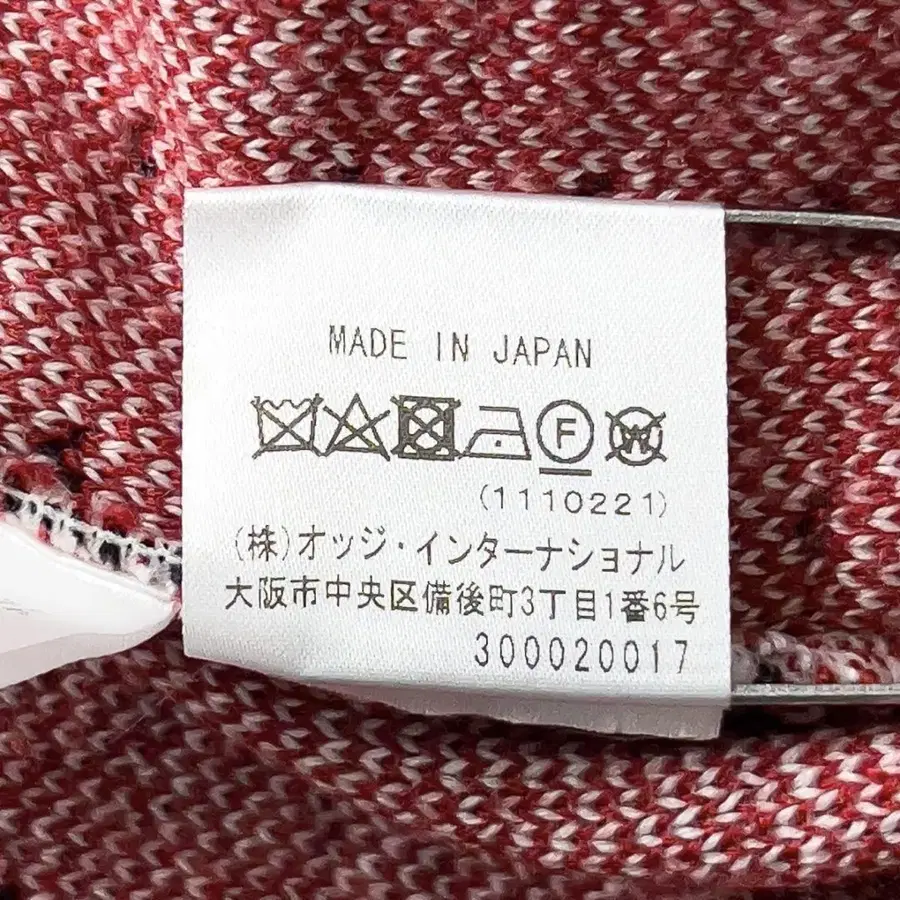 MADE IN JAPAN
F W
(1110221)
(株)オッジ・インターナショナル
大阪市中央区備後町3丁目1番6号
300020017